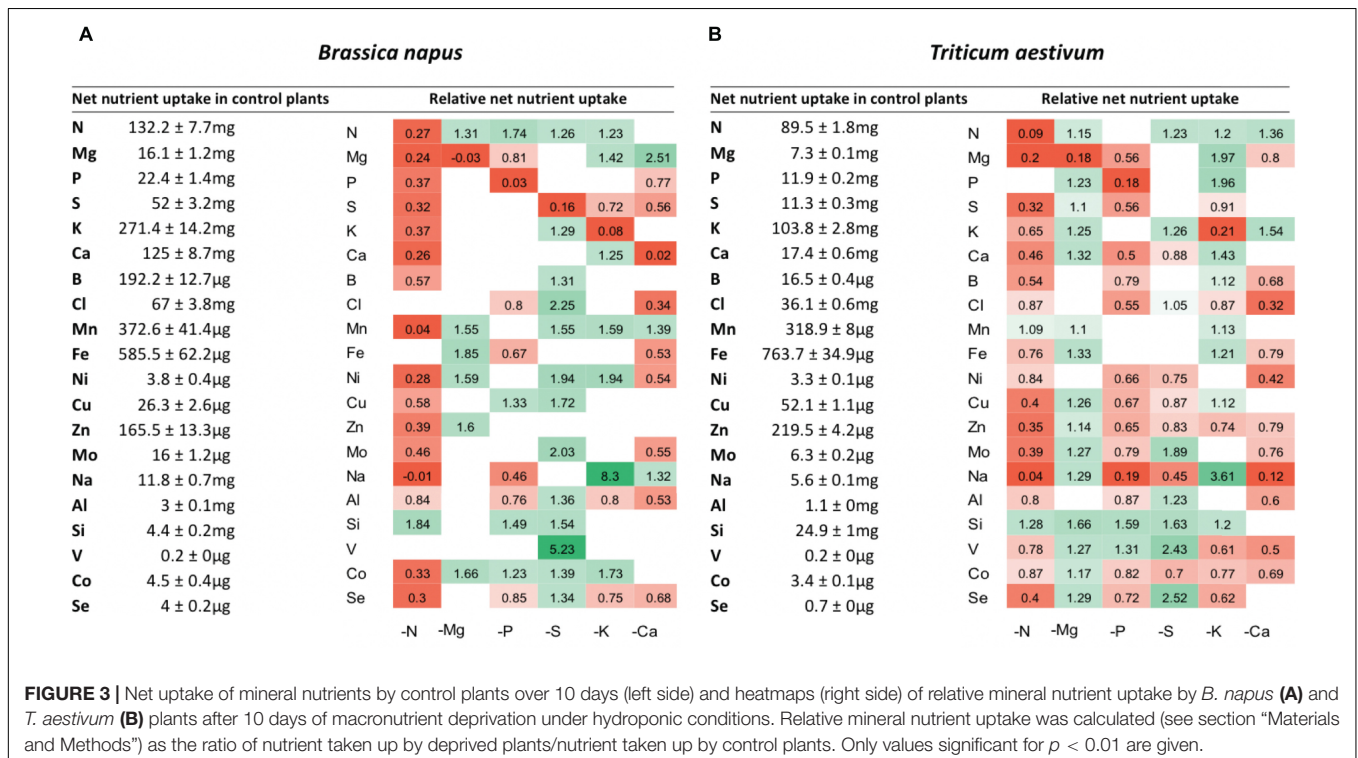 A
B
Brassica napus
Triticum aestivum
Net nutrient uptake in control plants Relative net nutrient uptake
N 132.2 ± 7.7mg
Mg 16.1 ± 1.2mg
P 22.4 ± 1.4mg
S 52 ± 3.2mg
K 271.4 ± 14.2mg
Ca 125 ± 8.7mg
B 192.2 ± 12.7µg
Cl 67 ± 3.8mg
Mn 372.6 ± 41.4µg
Fe 585.5 ± 62.2µg
Ni 3.8 ± 0.4µg
Cu 26.3 ± 2.6µg
Zn 165.5 ± 13.3µg
Mo 16 ± 1.2µg
Na 11.8 ± 0.7mg
Al 3 ± 0.1mg
Si 4.4 ± 0.2mg
V 0.2 ± 0µg
Co 4.5 ± 0.4µg
Se 4 ± 0.2µg
N 0.27 1.31 1.74 1.26 1.23
Mg 0.24 -0.03 0.81 1.42 2.51
P 0.37 0.03 0.77
S 0.32 0.16 0.72 0.56
K 0.37 1.29 0.08
Ca 0.26 1.25 0.02
B 0.57 1.31
Cl 0.8 2.25 0.34
Mn 0.04 1.55 1.55 1.59 1.39
Fe 1.85 0.67 0.53
Ni 0.28 1.59 1.94 1.94 0.54
Cu 0.58 1.33 1.72
Zn 0.39 1.6
Mo 0.46 2.03 0.55
Na -0.01 0.46 8.3 1.32
Al 0.84 0.76 1.36 0.8 0.53
Si 1.84 1.49 1.54
V 5.23
Co 0.33 1.66 1.23 1.39 1.73
Se 0.3 0.85 1.34 0.75 0.68
-N -Mg -P -S -K -Ca
Net nutrient uptake in control plants Relative net nutrient uptake
N 89.5 ± 1.8mg
Mg 7.3 ± 0.1mg
P 11.9 ± 0.2mg
S 11.3 ± 0.3mg
K 103.8 ± 2.8mg
Ca 17.4 ± 0.6mg
B 16.5 ± 0.4µg
Cl 36.1 ± 0.6mg
Mn 318.9 ± 8µg
Fe 763.7 ± 34.9µg
Ni 3.3 ± 0.1µg
Cu 52.1 ± 1.1µg
Zn 219.5 ± 4.2µg
Mo 6.3 ± 0.2µg
Na 5.6 ± 0.1mg
Al 1.1 ± 0mg
Si 24.9 ± 1mg
V 0.2 ± 0µg
Co 3.4 ± 0.1µg
Se 0.7 ± 0µg
N 0.09 1.15 1.23 1.2 1.36
Mg 0.2 0.18 0.56 1.97 0.8
P 1.23 0.18 1.96
S 0.32 1.1 0.56 0.91
K 0.65 1.25 1.26 0.21 1.54
Ca 0.46 1.32 0.5 0.88 1.43
B 0.54 0.79 1.12 0.68
Cl 0.87 0.55 1.05 0.87 0.32
Mn 1.09 1.1 1.13
Fe 0.76 1.33 1.21 0.79
Ni 0.84 0.66 0.75 0.42
Cu 0.4 1.26 0.67 0.87 1.12
Zn 0.35 1.14 0.65 0.83 0.74 0.79
Mo 0.39 1.27 0.79 1.89 0.76
Na 0.04 1.29 0.19 0.45 3.61 0.12
Al 0.8 0.87 1.23 0.6
Si 1.28 1.66 1.59 1.63 1.2
V 0.78 1.27 1.31 2.43 0.61 0.5
Co 0.87 1.17 0.82 0.7 0.77 0.69
Se 0.4 1.29 0.72 2.52 0.62
-N -Mg -P -S -K -Ca
FIGURE 3 | Net uptake of mineral nutrients by control plants over 10 days (left side) and heatmaps (right side) of relative mineral nutrient uptake by B. napus (A) and
T. aestivum (B) plants after 10 days of macronutrient deprivation under hydroponic conditions. Relative mineral nutrient uptake was calculated (see section “Materials
and Methods”) as the ratio of nutrient taken up by deprived plants/nutrient taken up by control plants. Only values significant for p < 0.01 are given.